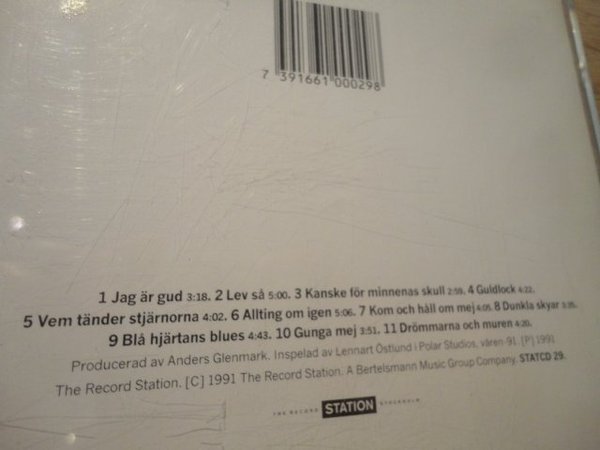 7 391661 000298
1 Jag är gud 3:18. 2 Lev så 5:00. 3 Kanske för minnenas skull 2:59. 4 Guldlock 4:22.
5 Vem tänder stjärnorna 4:02. 6 Allting om igen 5:06. 7 Kom och håll om mej 4:05. 8 Dunkla skyar 3:35.
9 Blå hjärtans blues 4:43. 10 Gunga mej 3:51. 11 Drömmarna och muren 4:20.
Producerad av Anders Glenmark. Inspelad av Lennart Östlund i Polar Studios, våren-91. [P] 1991
The Record Station. [C] 1991 The Record Station. A Bertelsmann Music Group Company. STATCD 29.
THE RECORD STATION STOCKHOLM